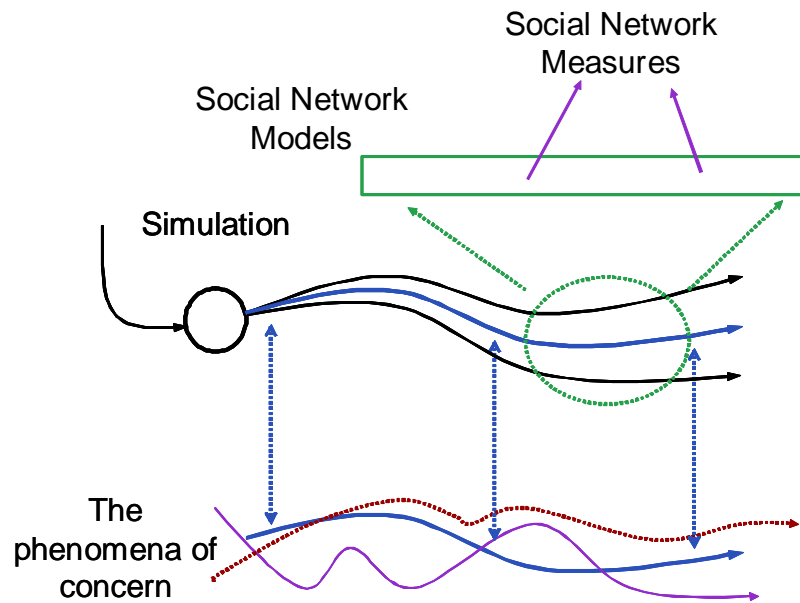 Social Network
Measures
Social Network
Models
Simulation
The
phenomena of
concern